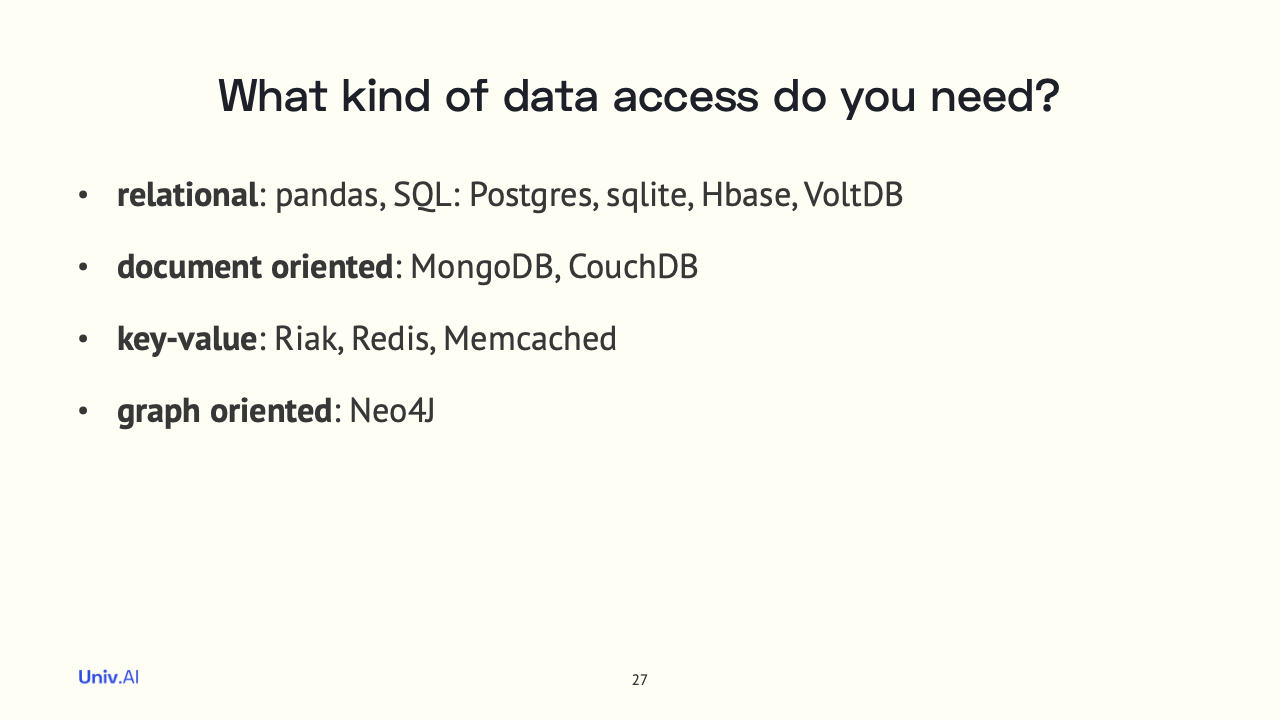 What kind of data access do you need?
• relational: pandas, SQL: Postgres, sqlite, Hbase, VoltDB
• document oriented: MongoDB, CouchDB
• key-value: Riak, Redis, Memcached
• graph oriented: Neo4J
Univ.AI
27